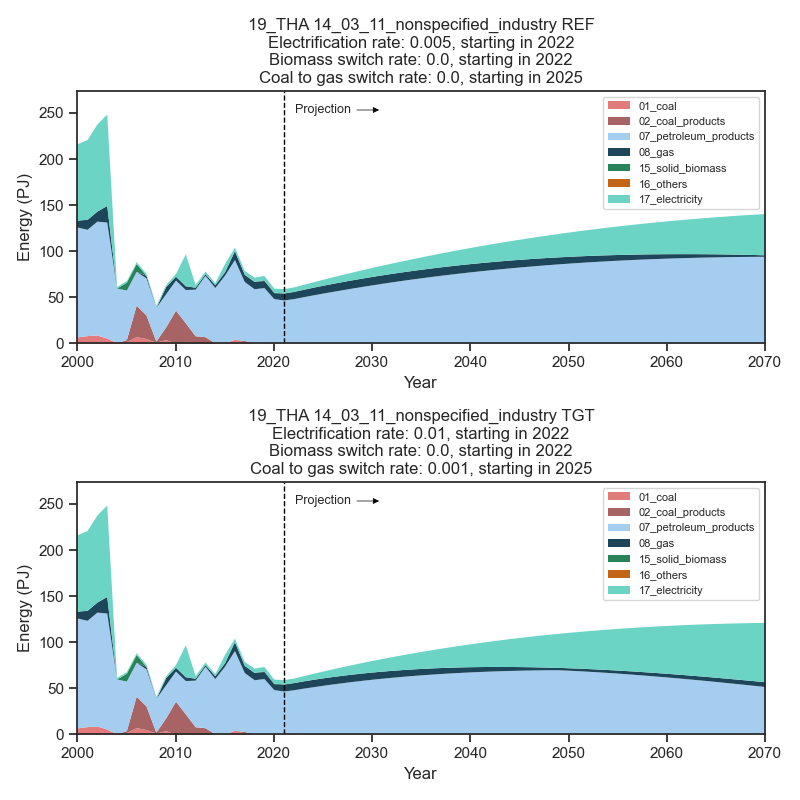 19_THA 14_03_11_nonspecified_industry REF
Electrification rate: 0.005, starting in 2022
Biomass switch rate: 0.0, starting in 2022
Coal to gas switch rate: 0.0, starting in 2025
Energy (PJ)
250
200
150
100
50
0
Projection
01_coal
02_coal_products
07_petroleum_products
08_gas
15_solid_biomass
16_others
17_electricity
2000 2010 2020 2030 2040 2050 2060 2070
Year
19_THA 14_03_11_nonspecified_industry TGT
Electrification rate: 0.01, starting in 2022
Biomass switch rate: 0.0, starting in 2022
Coal to gas switch rate: 0.001, starting in 2025
Energy (PJ)
250
200
150
100
50
0
Projection
01_coal
02_coal_products
07_petroleum_products
08_gas
15_solid_biomass
16_others
17_electricity
2000 2010 2020 2030 2040 2050 2060 2070
Year